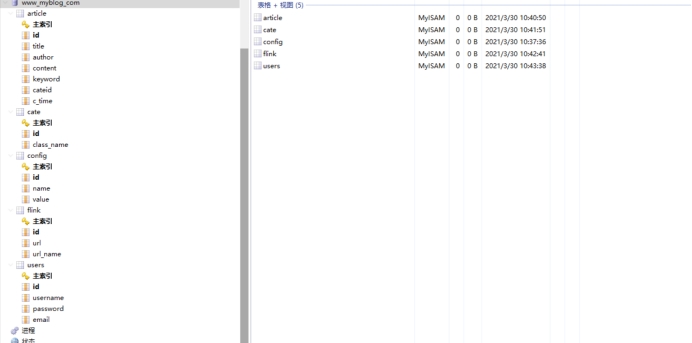 www_myblog_com
article
主索引
id
title
author
content
keyword
cateid
c_time
cate
主索引
id
class_name
config
主索引
id
name
value
flink
主索引
id
url
url_name
users
主索引
id
username
password
email
进程
状态
表格 + 视图 (5)
article MyISAM 0 0 B 2021/3/30 10:40:50
cate MyISAM 0 0 B 2021/3/30 10:41:51
config MyISAM 0 0 B 2021/3/30 10:37:36
flink MyISAM 0 0 B 2021/3/30 10:42:41
users MyISAM 0 0 B 2021/3/30 10:43:38